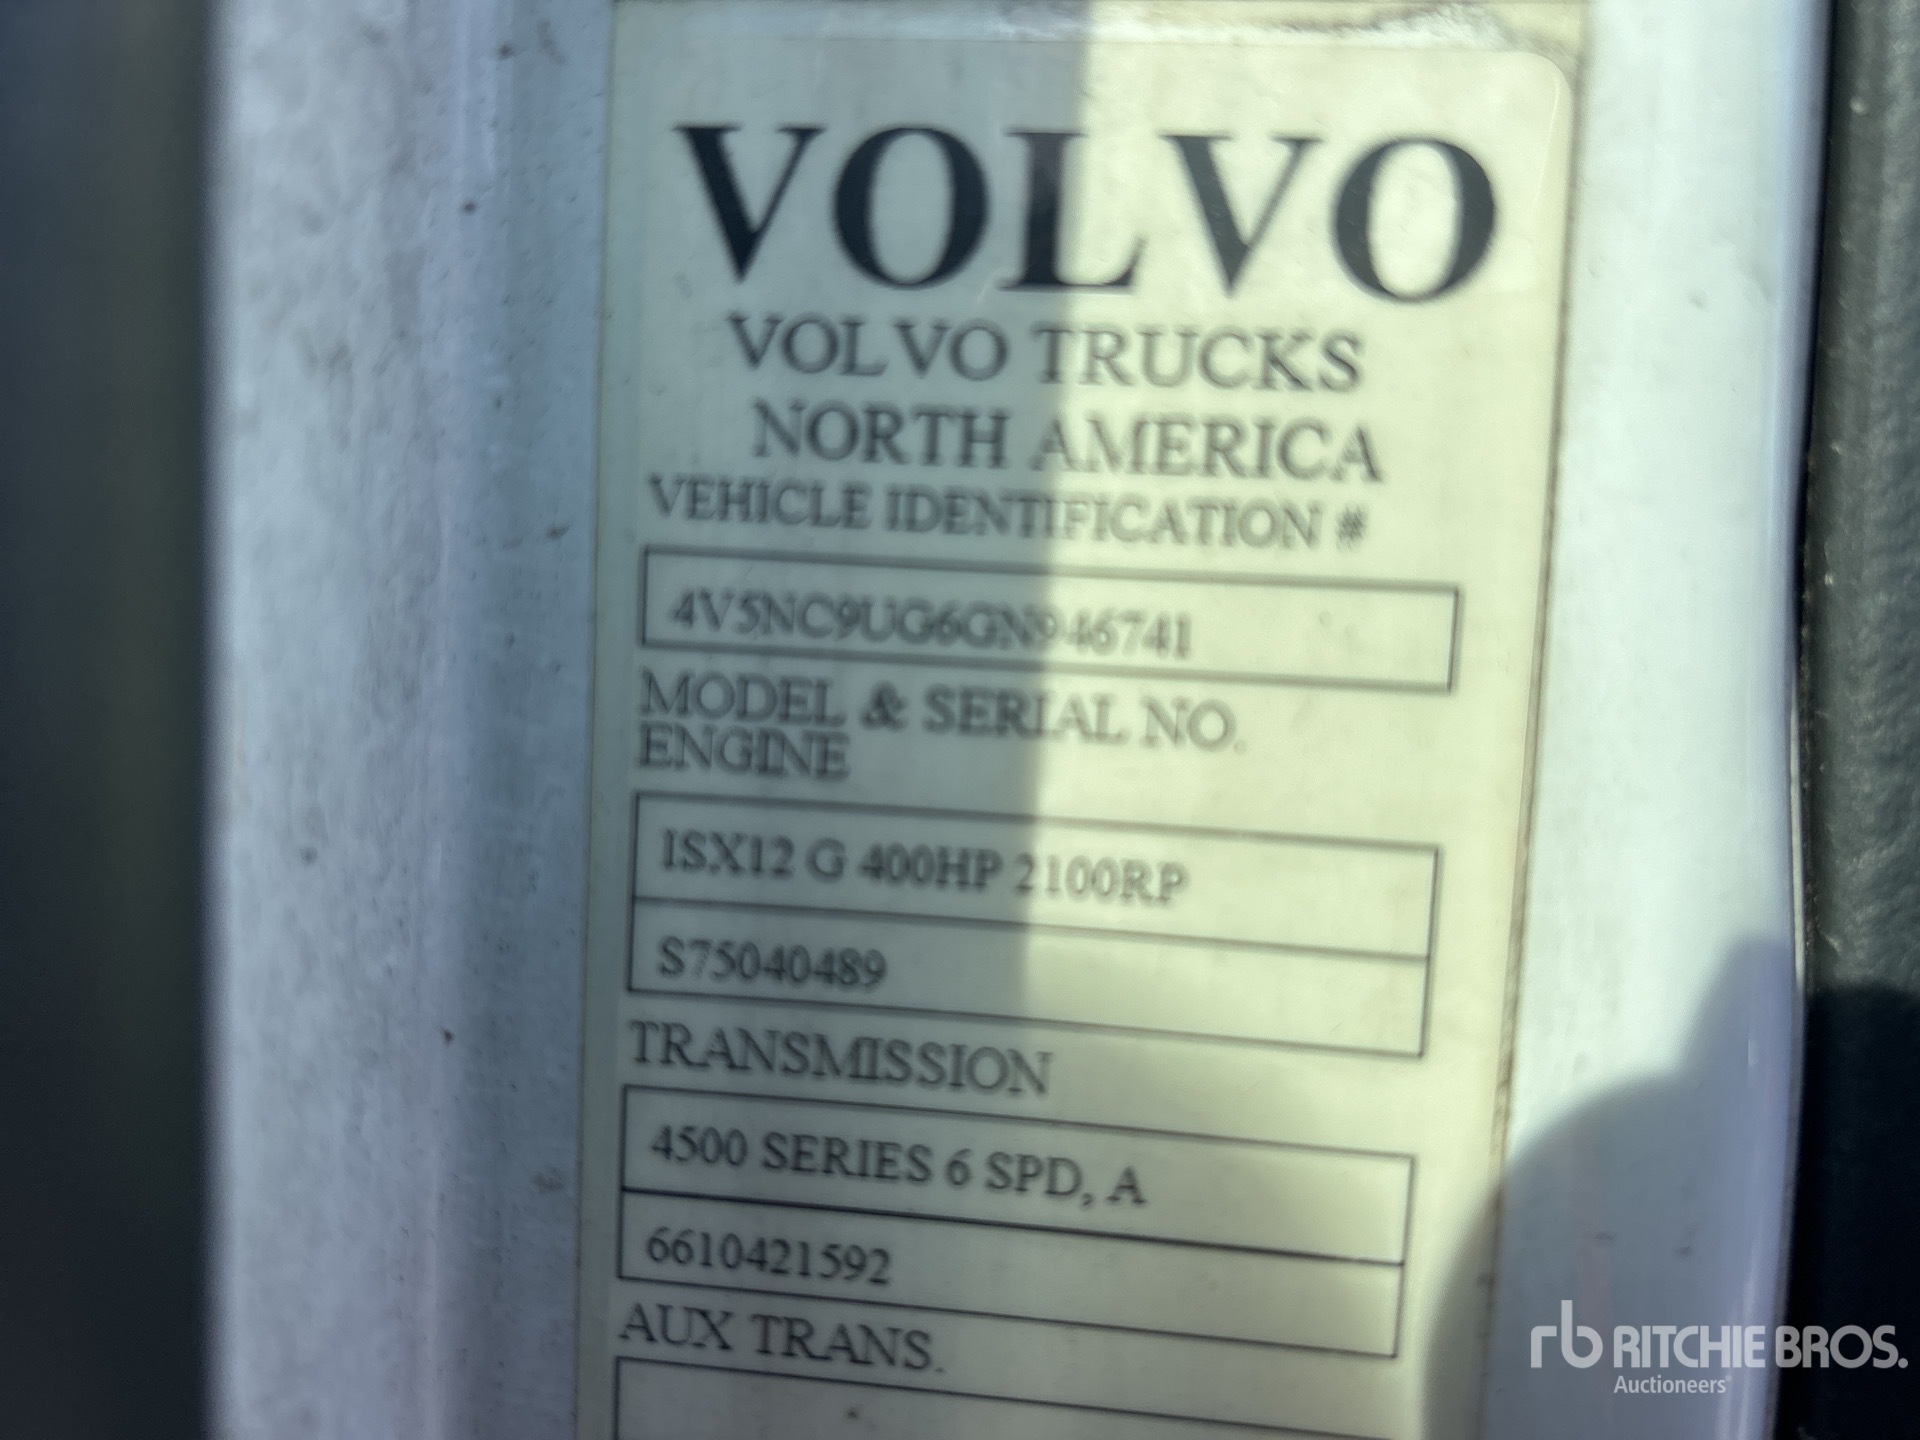 VOLVO
VOLVO TRUCKS
NORTH AMERICA
VEHICLE IDENTIFICATION #
4V5NC9UG6GN946741
MODEL & SERIAL NO.
ENGINE
ISX12 G 400HP 2100RP
S75040489
TRANSMISSION
4500 SERIES 6 SPD, A
6610421592
AUX TRANS.
rb RITCHIE BROS.
Auctioneers